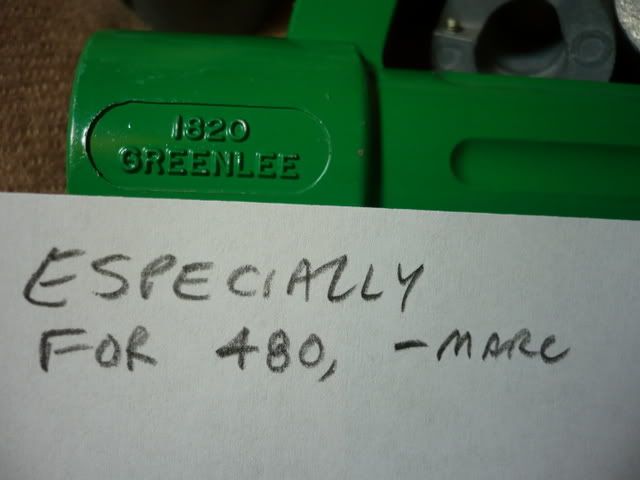 1820
GREENLEE
ESPECIALLY
FOR 480, -MARC